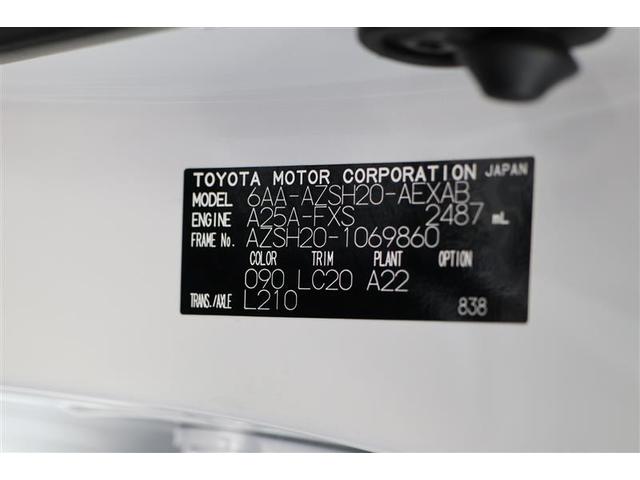 TOYOTA MOTOR CORPORATION JAPAN
MODEL 6AA-AZSH20-AEXAB
ENGINE A25A-FXS 2487 mL
FRAME No. AZSH20-1069860
COLOR TRIM PLANT OPTION
090 LC20 A22
TRANS./AXLE L210 838